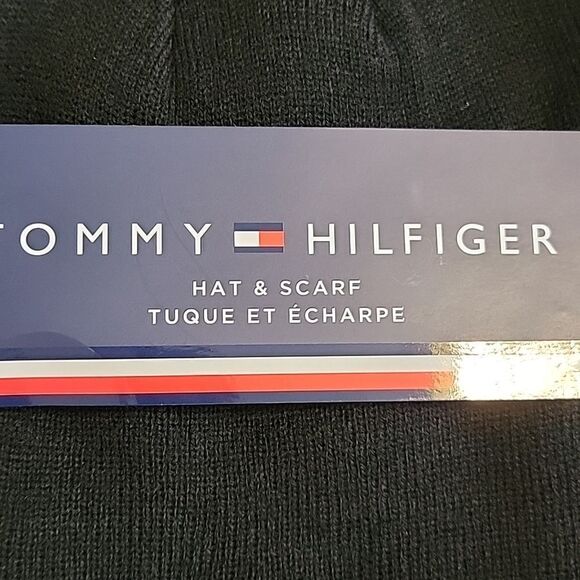 TOMMY HILFIGER
HAT & SCARF
TUQUE ET ÉCHARPE